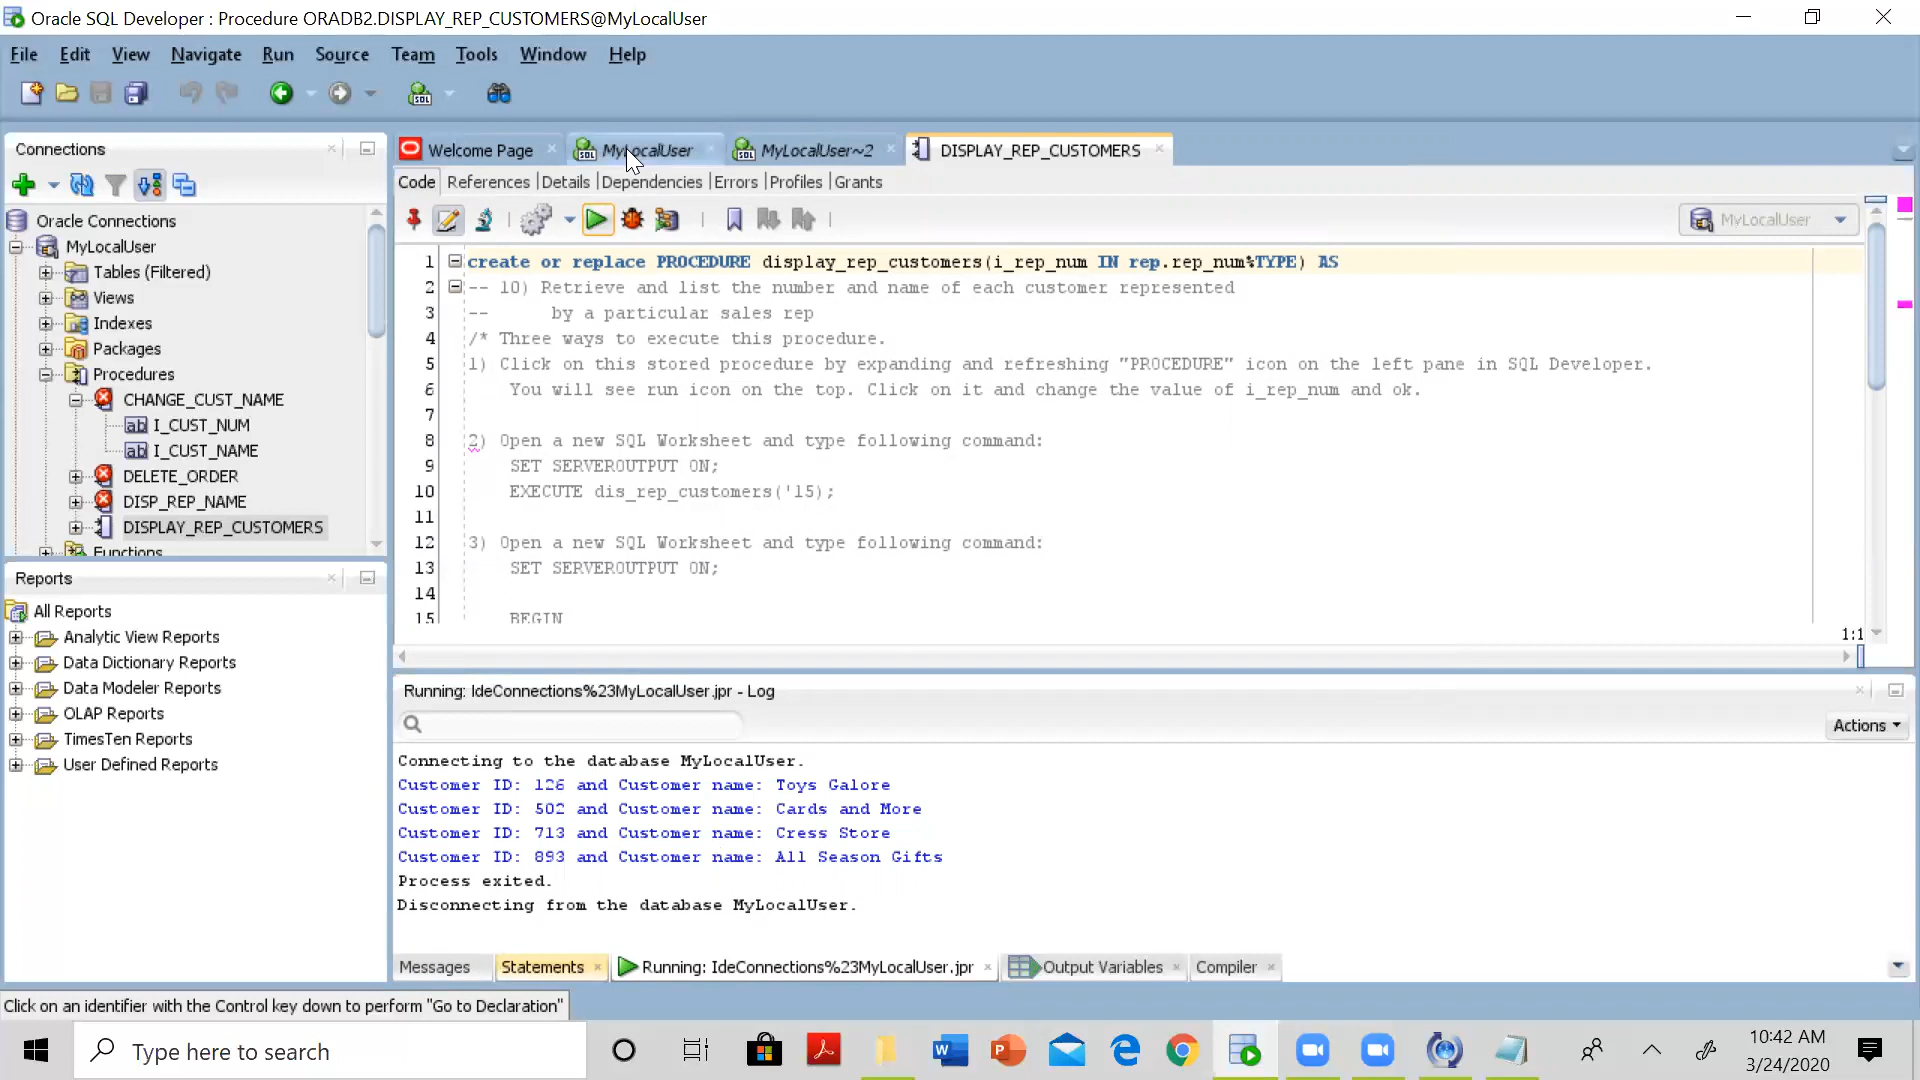 Oracle SQL Developer : Procedure ORADB2.DISPLAY_REP_CUSTOMERS@MyLocalUser
File Edit View Navigate Run Source Team Tools Window Help
Connections
Welcome Page MyLocalUser MyLocalUser~2 DISPLAY_REP_CUSTOMERS
Code References Details Dependencies Errors Profiles Grants
MyLocalUser
Oracle Connections
MyLocalUser
Tables (Filtered)
Views
Indexes
Packages
Procedures
CHANGE_CUST_NAME
I_CUST_NUM
I_CUST_NAME
DELETE_ORDER
DISP_REP_NAME
DISPLAY_REP_CUSTOMERS
Functions
1 create or replace PROCEDURE display_rep_customers(i_rep_num IN rep.rep_num%TYPE) AS
2 -- 10) Retrieve and list the number and name of each customer represented
3 -- by a particular sales rep
4 /* Three ways to execute this procedure.
5 1) Click on this stored procedure by expanding and refreshing "PROCEDURE" icon on the left pane in SQL Developer.
6 You will see run icon on the top. Click on it and change the value of i_rep_num and ok.
7
8 2) Open a new SQL Worksheet and type following command:
9 SET SERVEROUTPUT ON;
10 EXECUTE dis_rep_customers('15);
11
12 3) Open a new SQL Worksheet and type following command:
13 SET SERVEROUTPUT ON;
14
15 BEGIN
1:1
Reports
All Reports
Analytic View Reports
Data Dictionary Reports
Data Modeler Reports
OLAP Reports
TimesTen Reports
User Defined Reports
Running: IdeConnections%23MyLocalUser.jpr - Log
Actions
Connecting to the database MyLocalUser.
Customer ID: 126 and Customer name: Toys Galore
Customer ID: 502 and Customer name: Cards and More
Customer ID: 713 and Customer name: Cress Store
Customer ID: 893 and Customer name: All Season Gifts
Process exited.
Disconnecting from the database MyLocalUser.
Messages Statements Running: IdeConnections%23MyLocalUser.jpr Output Variables Compiler
Click on an identifier with the Control key down to perform "Go to Declaration"
Type here to search
10:42 AM
3/24/2020